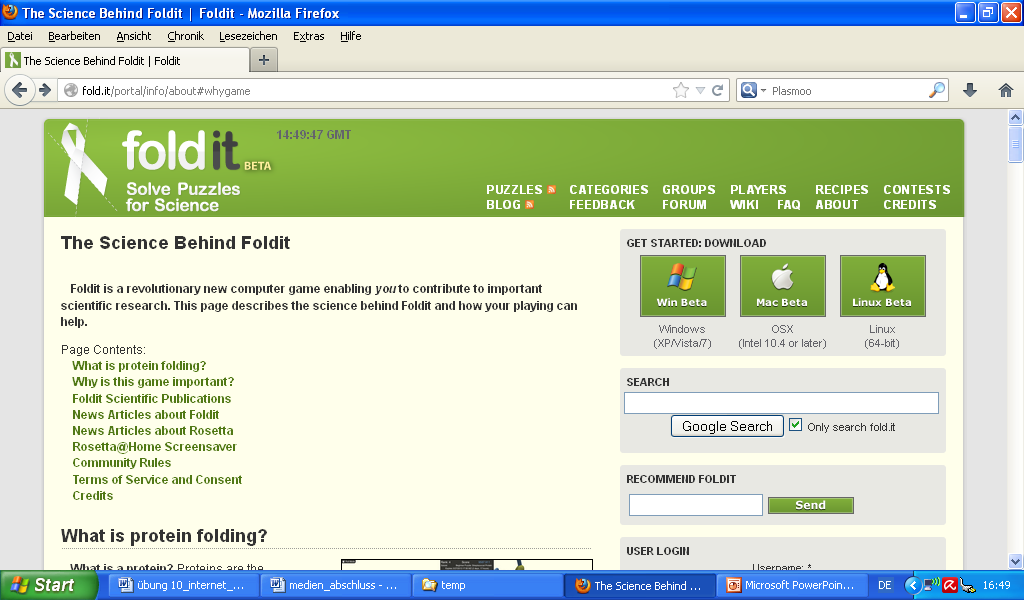 The Science Behind Foldit | Foldit - Mozilla Firefox
Datei Bearbeiten Ansicht Chronik Lesezeichen Extras Hilfe
The Science Behind Foldit | Foldit
fold.it/portal/info/about#whygame
Plasmoo
foldit BETA
14:49:47 GMT
Solve Puzzles
for Science
PUZZLES CATEGORIES GROUPS PLAYERS RECIPES CONTESTS
BLOG FEEDBACK FORUM WIKI FAQ ABOUT CREDITS
The Science Behind Foldit
Foldit is a revolutionary new computer game enabling you to contribute to important
scientific research. This page describes the science behind Foldit and how your playing can
help.
Page Contents:
What is protein folding?
Why is this game important?
Foldit Scientific Publications
News Articles about Foldit
News Articles about Rosetta
Rosetta@Home Screensaver
Community Rules
Terms of Service and Consent
Credits
What is protein folding?
What is a protein? Proteins are the
GET STARTED: DOWNLOAD
Win Beta Mac Beta Linux Beta
Windows OSX Linux
(XP/Vista/7) (Intel 10.4 or later) (64-bit)
SEARCH
Google Search Only search fold.it
RECOMMEND FOLDIT
Send
USER LOGIN
Username: *
Start übung 10_internet_... medien_abschluss - ... temp The Science Behind ... Microsoft PowerPoin... DE 16:49